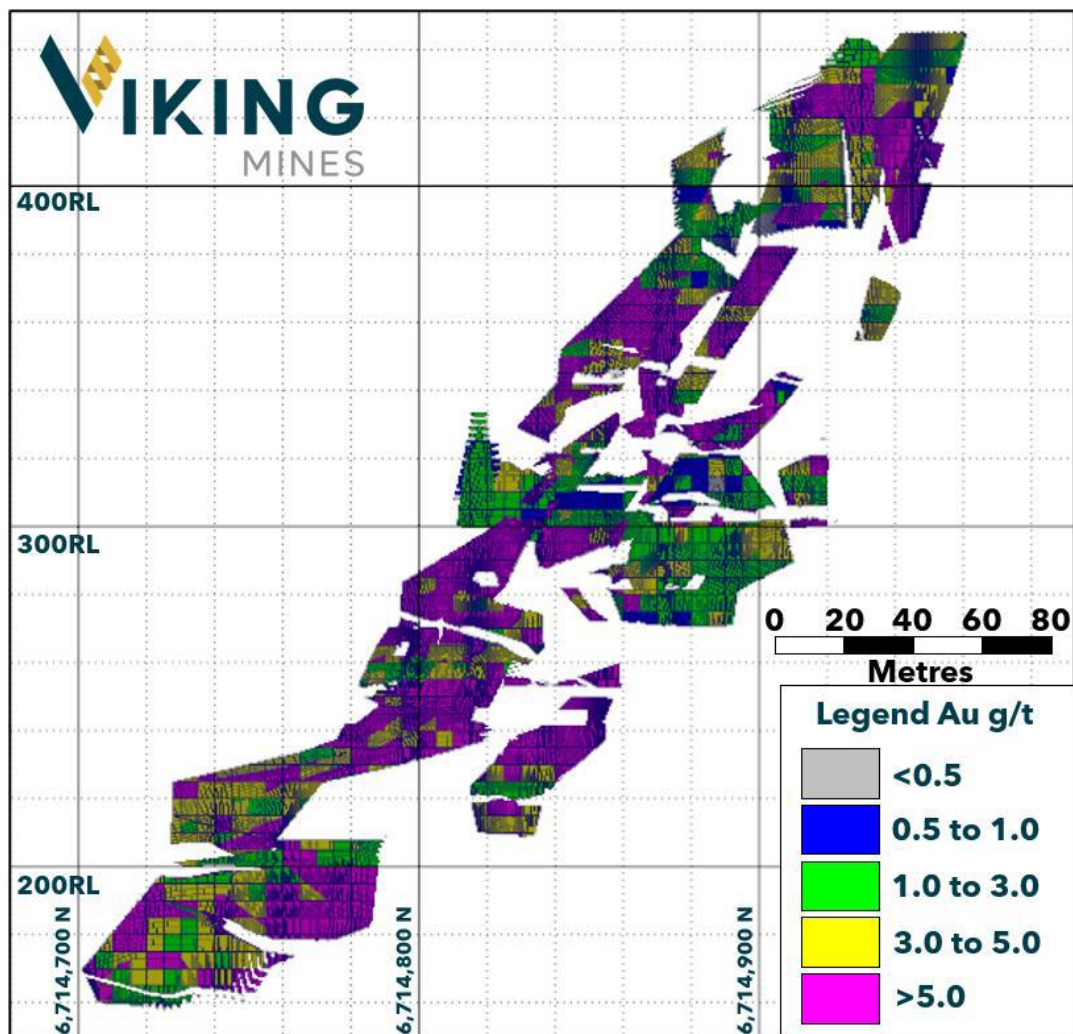 VIKING
MINES
400RL
300RL
0 20 40 60 80
Metres
Legend Au g/t
<0.5
0.5 to 1.0
1.0 to 3.0
3.0 to 5.0
>5.0
200RL
6,714,700 N
6,714,800 N
6,714,900 N